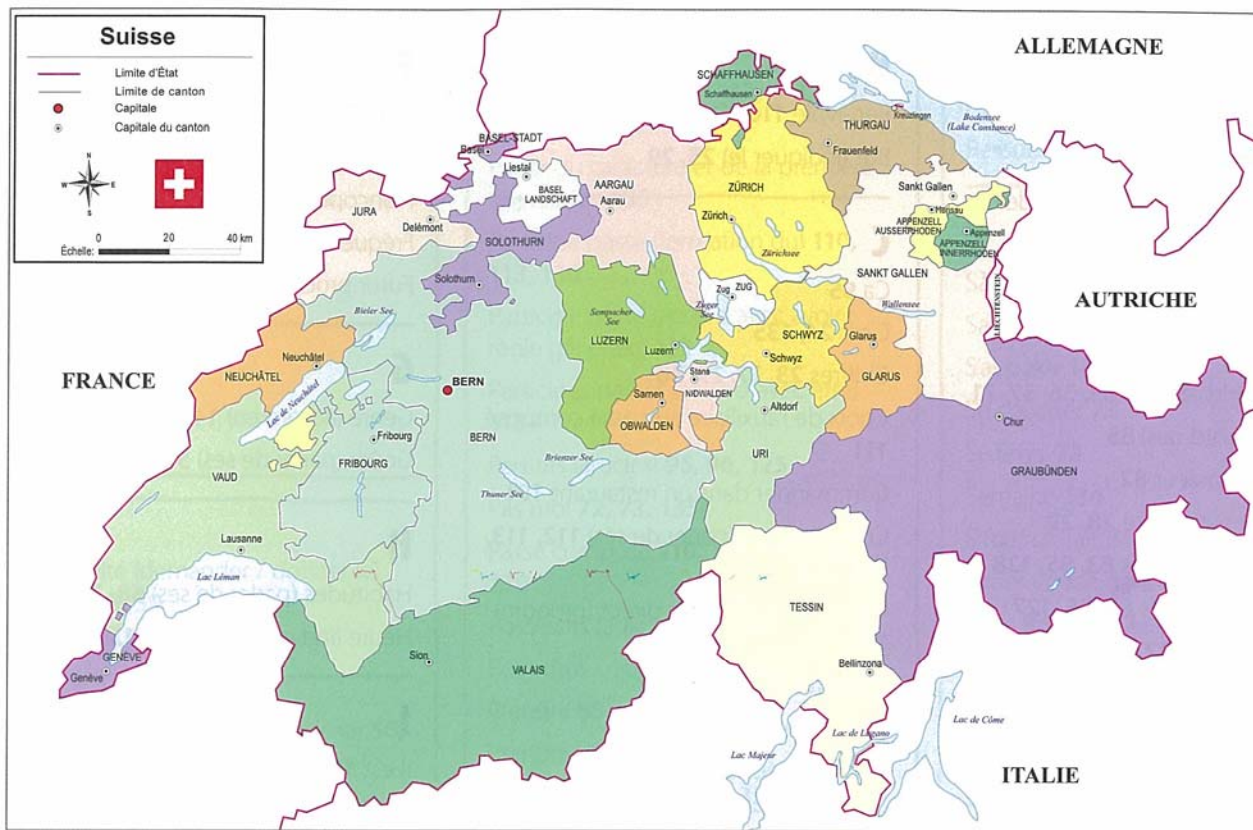 Suisse
Limite d'État
Limite de canton
Capitale
Capitale du canton
N
W
E
S
Échelle:
0
20
40 km
ALLEMAGNE
FRANCE
AUTRICHE
ITALIE
LIECHTENSTEIN
SCHAFFHAUSEN
Schaffhausen
Kreuzlingen
Bodensee
(Lake Constance)
THURGAU
Frauenfeld
BASEL-STADT
Basel
Liestal
BASEL
LANDSCHAFT
AARGAU
Aarau
ZÜRICH
Zürich
Zürichsee
Sankt Gallen
Herisau
APPENZELL
AUSSERRHODEN
Appenzell
APPENZELL
INNERRHODEN
SANKT GALLEN
Wallensee
JURA
Delémont
SOLOTHURN
Solothurn
Bieler See
Sempacher
See
LUZERN
Luzern
Zug
ZUG
Zuger
See
SCHWYZ
Schwyz
Glarus
GLARUS
Neuchâtel
NEUCHÂTEL
Lac de Neuchâtel
BERN
BERN
Stans
NIDWALDEN
Sarnen
OBWALDEN
Altdorf
URI
Chur
GRAUBÜNDEN
Fribourg
FRIBOURG
VAUD
Brienzer See
Thuner See
Lausanne
Lac Léman
GENÈVE
Genève
Sion
VALAIS
TESSIN
Bellinzona
Lac Majeur
Lac de Lugano
Lac de Côme